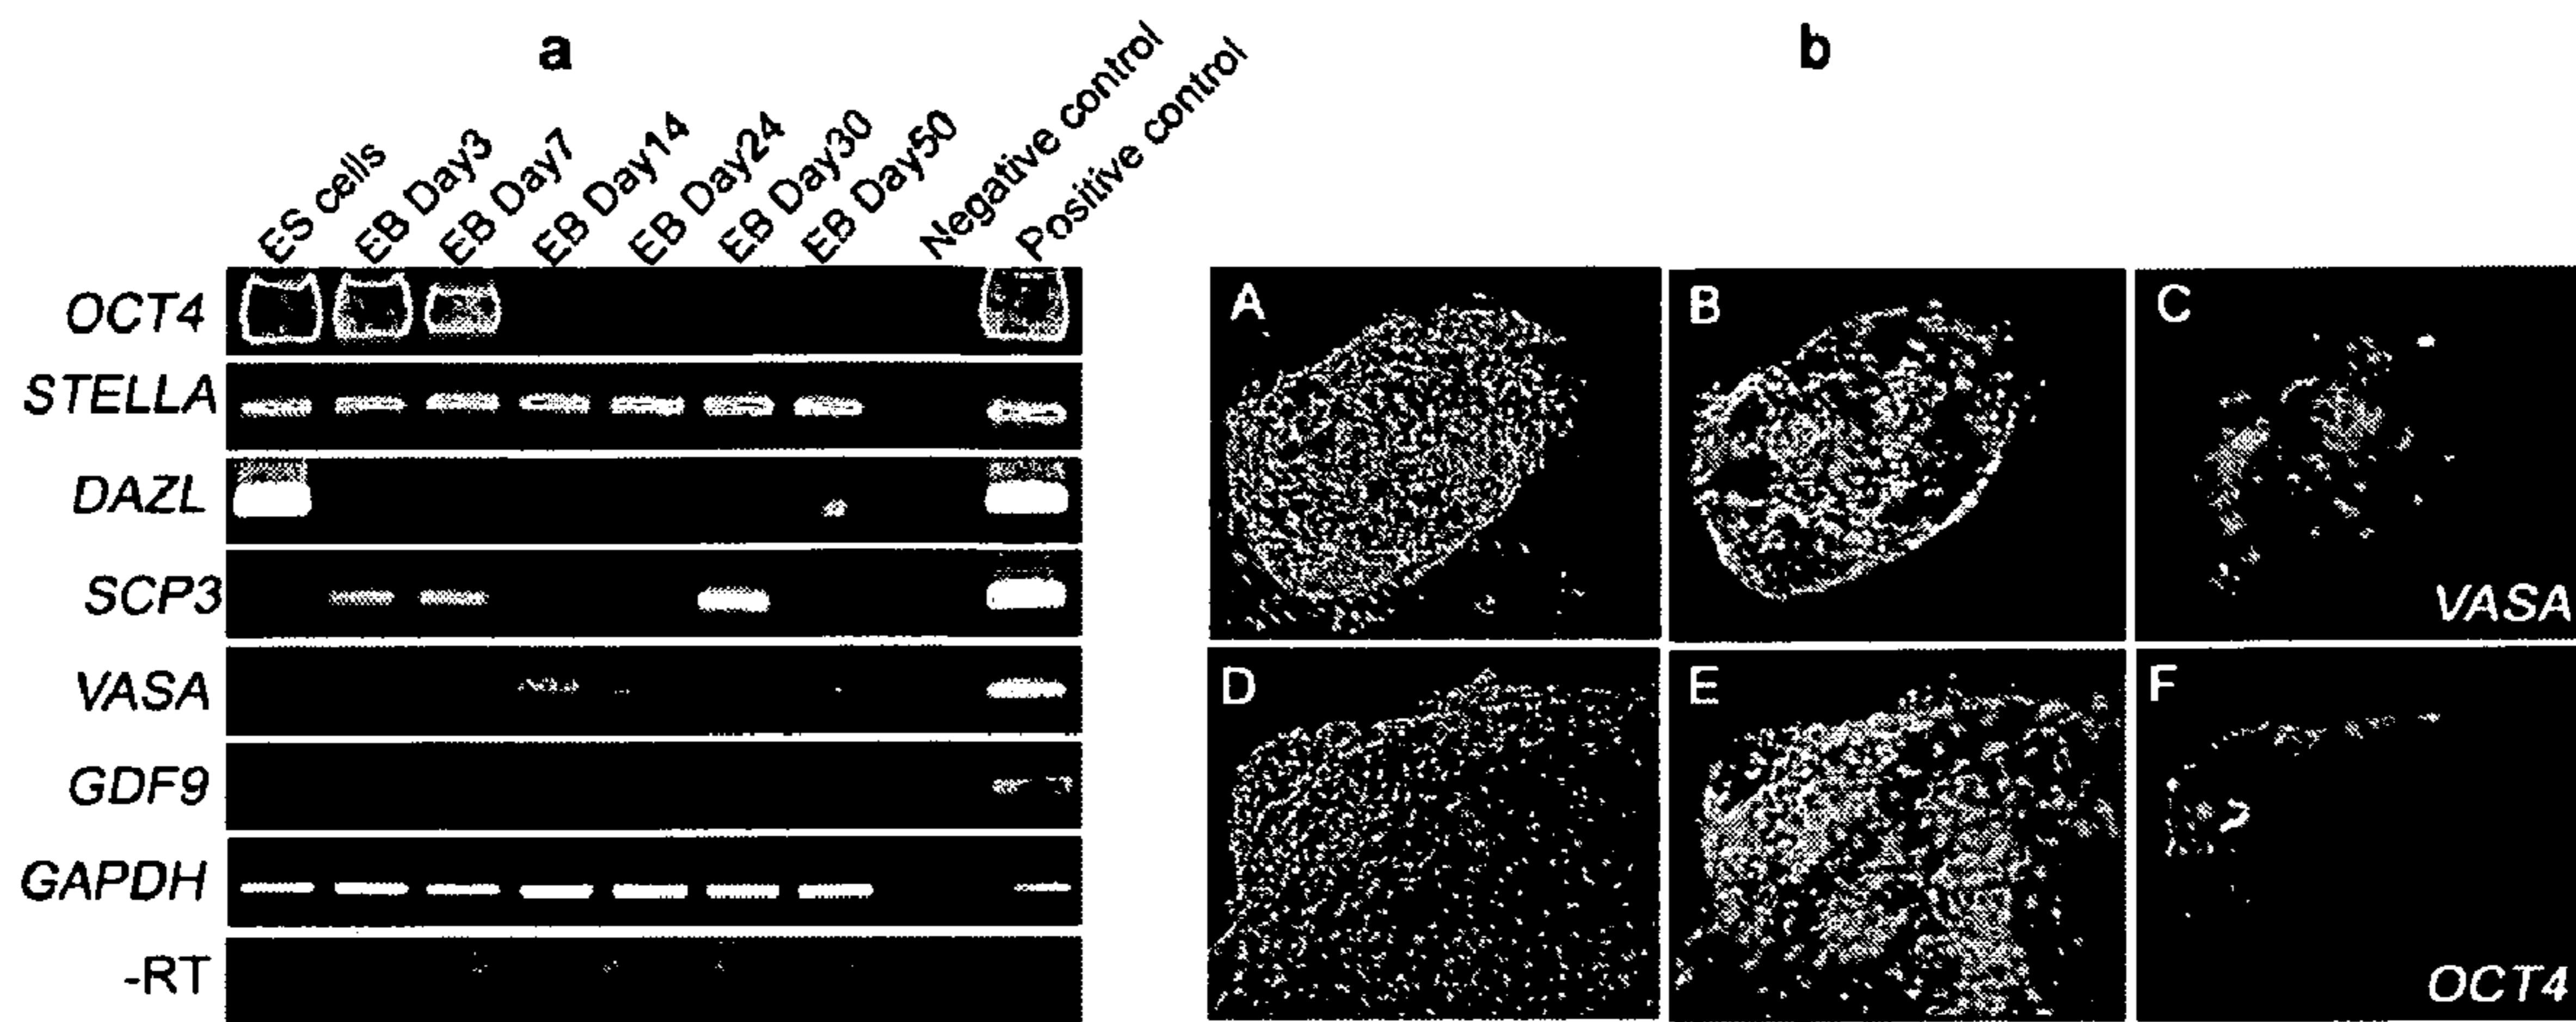 a
b
ES cells
EB Day3
EB Day7
EB Day14
EB Day24
EB Day30
EB Day50
Negative control
Positive control
OCT4
STELLA
DAZL
SCP3
VASA
GDF9
GAPDH
-RT
A
B
C
VASA
D
E
F
OCT4